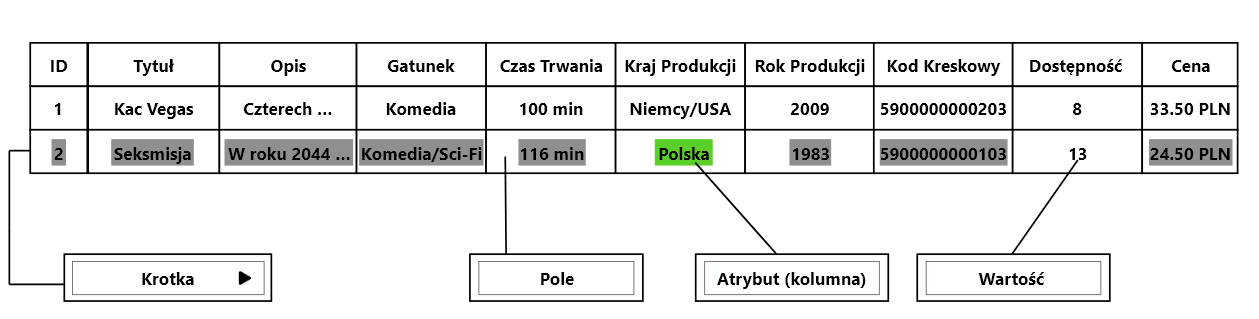 ID Tytuł Opis Gatunek Czas Trwania Kraj Produkcji Rok Produkcji Kod Kreskowy Dostępność Cena
1 Kac Vegas Czterech ... Komedia 100 min Niemcy/USA 2009 5900000000203 8 33.50 PLN
2 Seksmisja W roku 2044 ... Komedia/Sci-Fi 116 min Polska 1983 5900000000103 13 24.50 PLN
Krotka Pole Atrybut (kolumna) Wartość